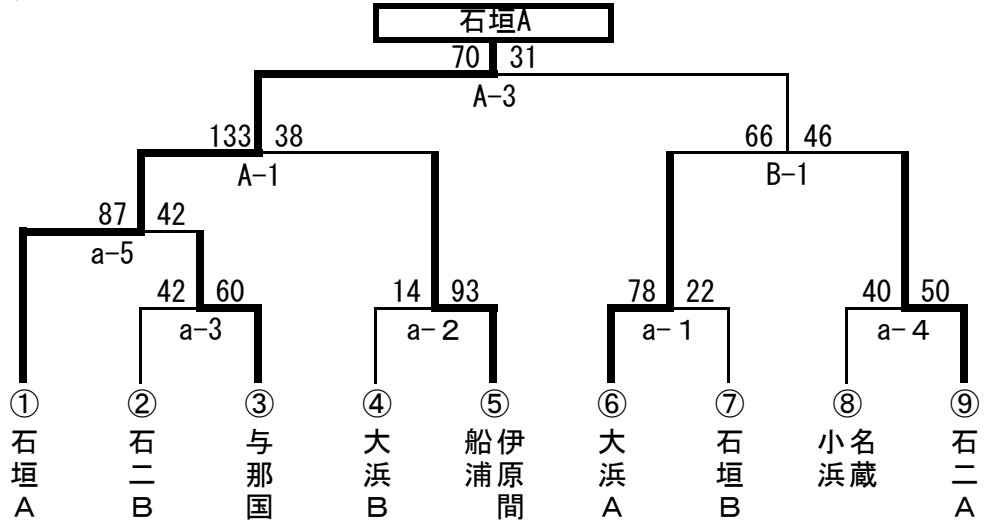 石垣A
70 31
A-3
133 38
A-1
66 46
B-1
87 42
a-5
42 60
a-3
14 93
a-２
78 22
a-１
40 50
a-４
① ② ③ ④ ⑤ ⑥ ⑦ ⑧ ⑨
石垣Ａ
石二Ｂ
与那国
大浜Ｂ
伊原間
船浦
大浜Ａ
石垣Ｂ
名蔵
小浜
石二Ａ